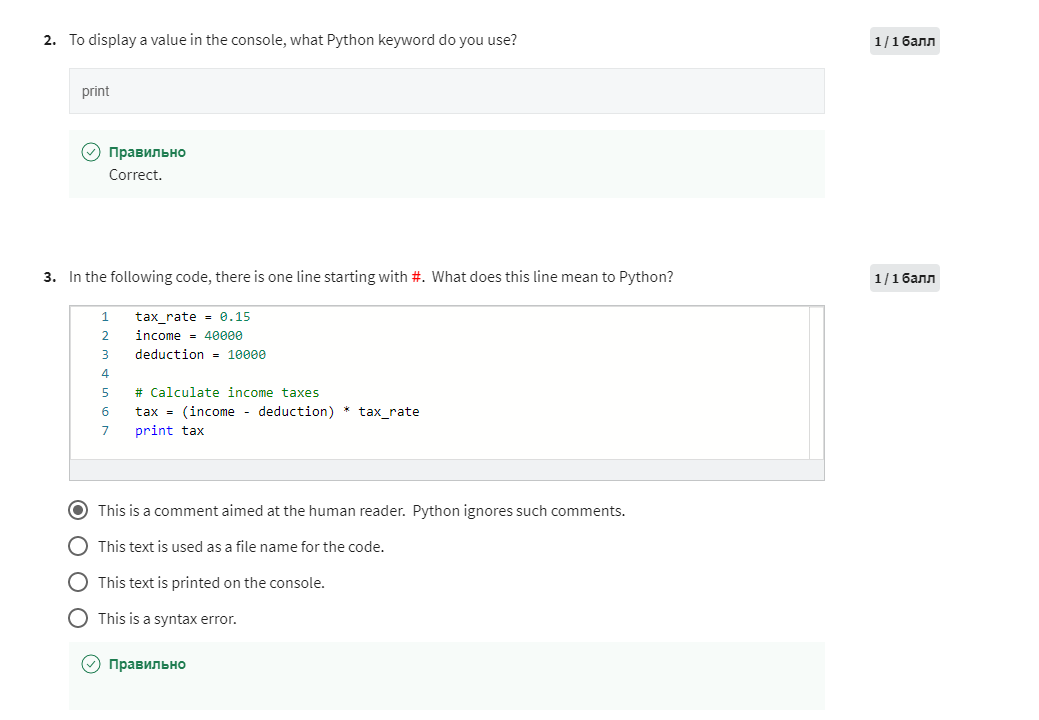 2. To display a value in the console, what Python keyword do you use?
1 / 1 балл
print
Правильно
Correct.
3. In the following code, there is one line starting with #. What does this line mean to Python?
1 / 1 балл
1 tax_rate = 0.15
2 income = 40000
3 deduction = 10000
4
5 # Calculate income taxes
6 tax = (income - deduction) * tax_rate
7 print tax
This is a comment aimed at the human reader. Python ignores such comments.
This text is used as a file name for the code.
This text is printed on the console.
This is a syntax error.
Правильно